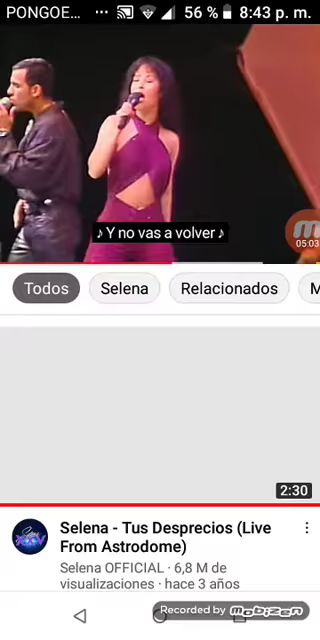 PONGOE... ... 56 % 8:43 p. m.
♪ Y no vas a volver ♪
05:03
Todos Selena Relacionados M
2:30
Selena - Tus Desprecios (Live
From Astrodome)
Selena OFFICIAL · 6,8 M de
visualizaciones · hace 3 años
Recorded by mobizen